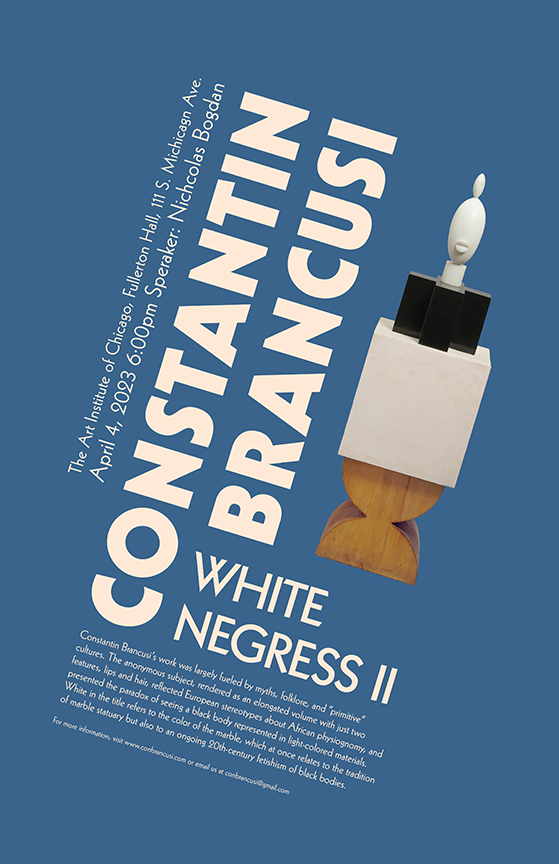 The Art Institute of Chicago, Fullerton Hall, 111 S. Michicagn Ave.
April 4, 2023 6:00pm Speraker: Nichcolas Bogdan
CONSTANTIN
BRANCUSI
WHITE
NEGRESS II
Constantin Brancusi's work was largely fueled by myths, folklore, and "primitive"
cultures. The anonymous subject, rendered as an elongated volume with just two
features, lips and hair, reflected European stereotypes about African physiognomy, and
presented the paradox of seeing a black body represented in light-colored materials.
White in the title refers to the color of the marble, which at once relates to the tradition
of marble statuary but also to an ongoing 20th-century fetishism of black bodies.
For more information, visit www.conbrancusi.com or email us at conbrancusi@gmail.com